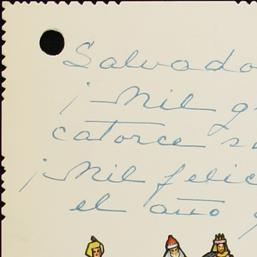 Salvado
¡Mil g
catorce s
¡Mil felic
el año